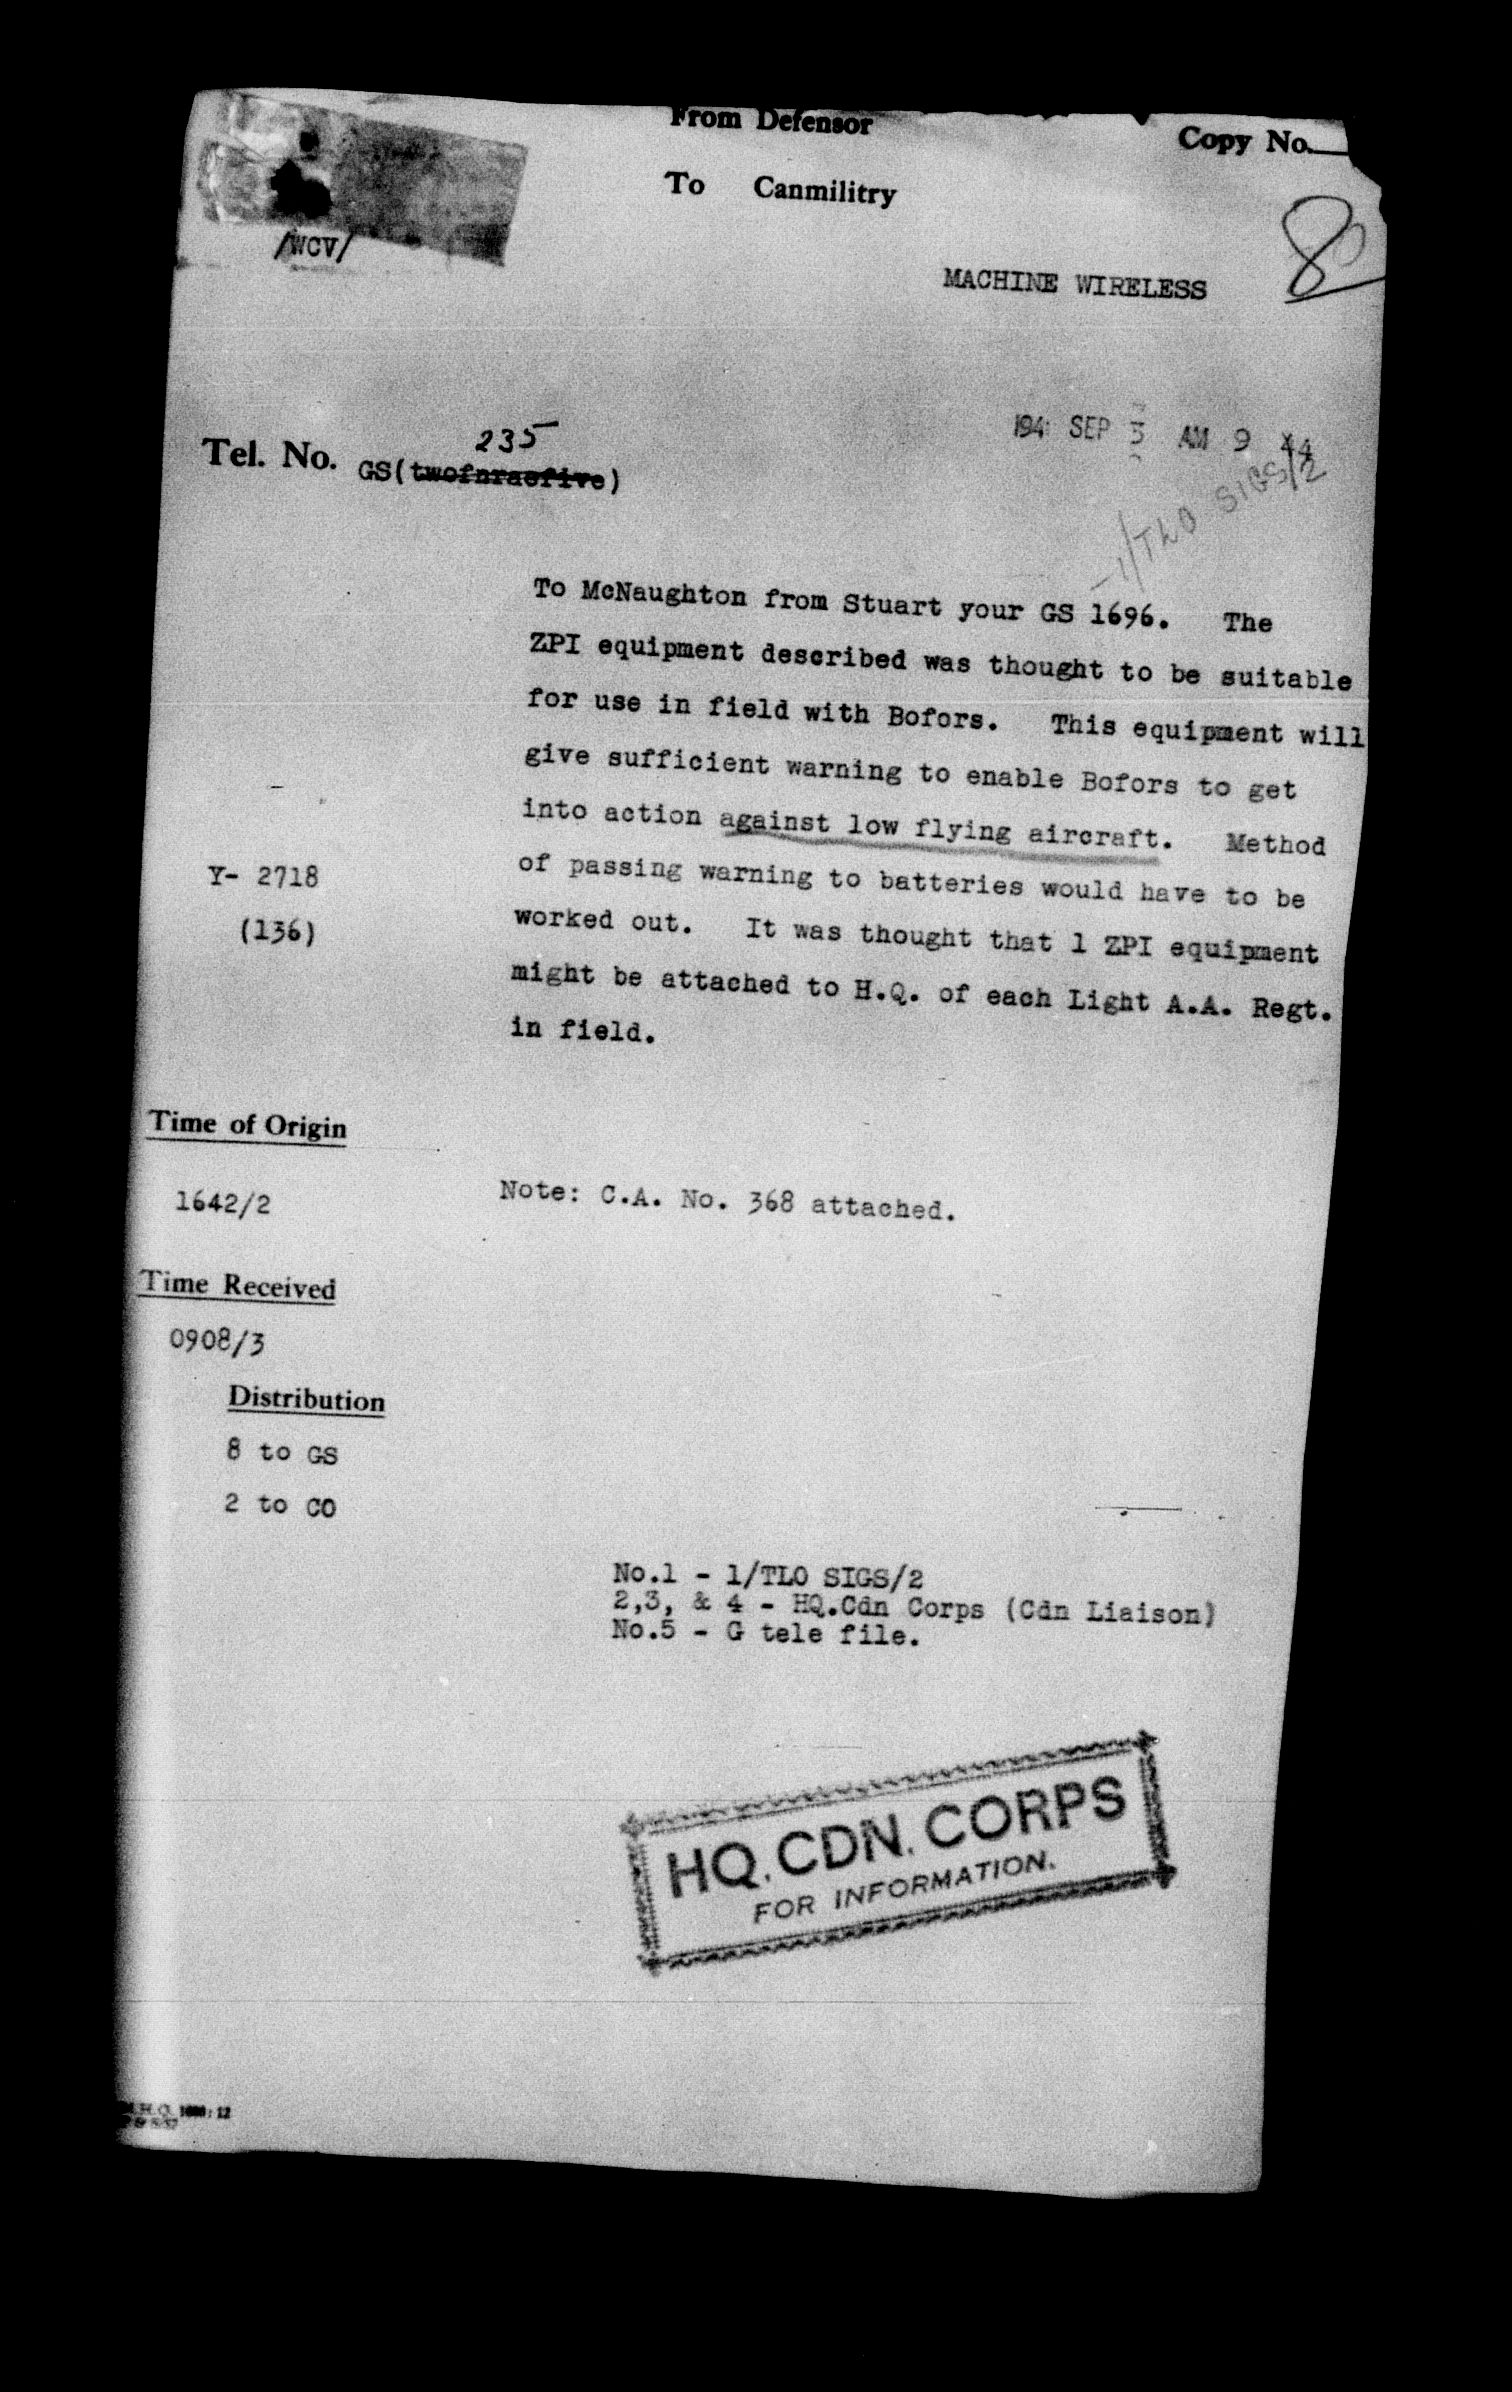 From Defensor
Copy No.
To Canmilitry
/WCV/
8
MACHINE WIRELESS
194 SEP 3 AM 9 44
235
Tel. No. GS(twofnraefive)
1/TLO SIGS/2
To McNaughton from Stuart your GS 1696. The
ZPI equipment described was thought to be suitable
for use in field with Bofors. This equipment will
give sufficient warning to enable Bofors to get
into action against low flying aircraft. Method
of passing warning to batteries would have to be
worked out. It was thought that 1 ZPI equipment
might be attached to H.Q. of each Light A.A. Regt.
in field.
Y- 2718
(136)
Time of Origin
1642/2
Note: C.A. No. 368 attached.
Time Received
0908/3
Distribution
8 to GS
2 to CO
No.1 - 1/TLO SIGS/2
2,3, & 4 - HQ.Cdn Corps (Cdn Liaison)
No.5 - G tele file.
HQ. CDN. CORPS
FOR INFORMATION.